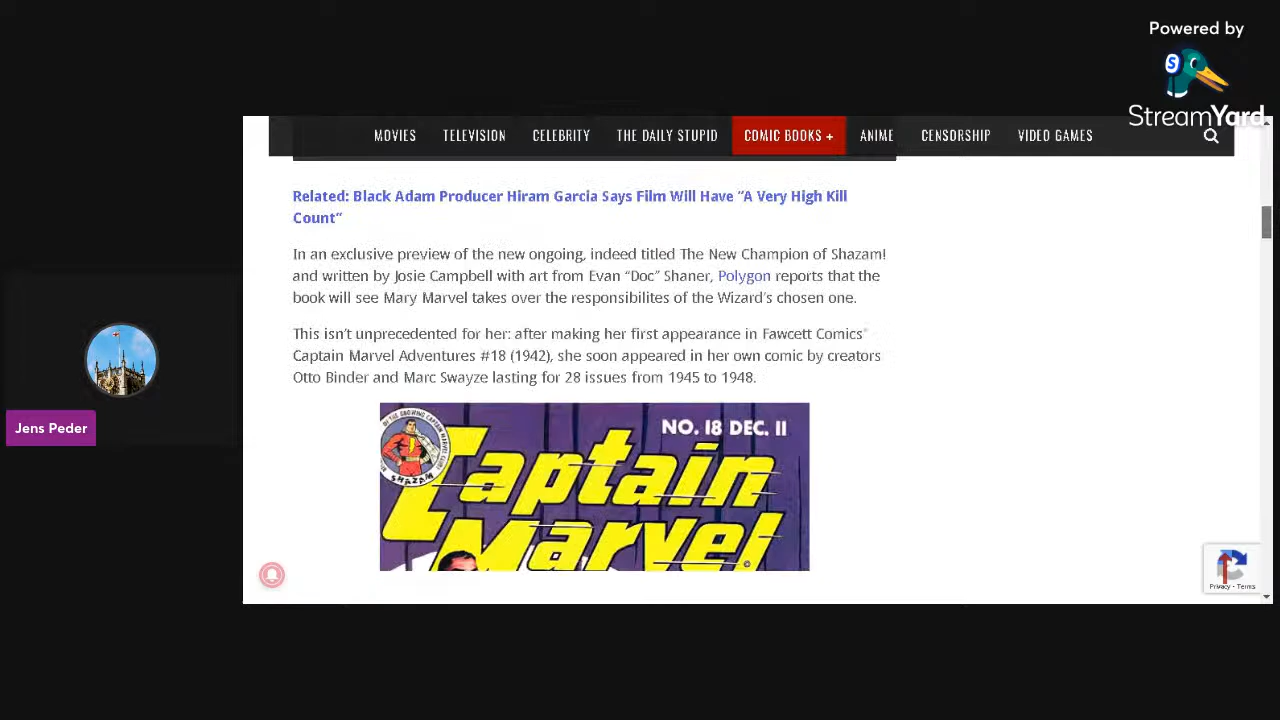 Powered by
S
StreamYard
MOVIES TELEVISION CELEBRITY THE DAILY STUPID COMIC BOOKS + ANIME CENSORSHIP VIDEO GAMES
Related: Black Adam Producer Hiram Garcia Says Film Will Have “A Very High Kill
Count”
In an exclusive preview of the new ongoing, indeed titled The New Champion of Shazam!
and written by Josie Campbell with art from Evan “Doc” Shaner, Polygon reports that the
book will see Mary Marvel takes over the responsibilites of the Wizard’s chosen one.
This isn’t unprecedented for her: after making her first appearance in Fawcett Comics’
Captain Marvel Adventures #18 (1942), she soon appeared in her own comic by creators
Otto Binder and Marc Swayze lasting for 28 issues from 1945 to 1948.
Jens Peder
NO. 18 DEC. 11
SHAZAM
Captain
Marvel
Privacy - Terms